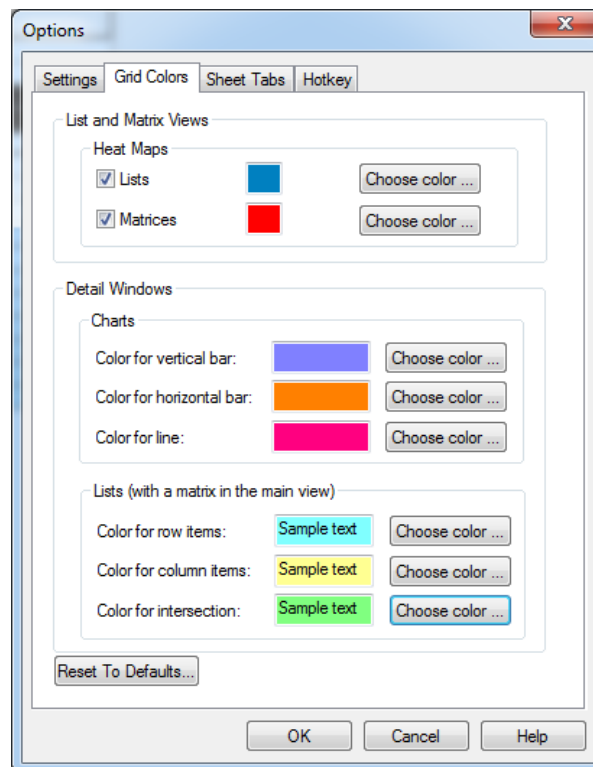 Options
Settings Grid Colors Sheet Tabs Hotkey
List and Matrix Views
Heat Maps
Lists Choose color ...
Matrices Choose color ...
Detail Windows
Charts
Color for vertical bar: Choose color ...
Color for horizontal bar: Choose color ...
Color for line: Choose color ...
Lists (with a matrix in the main view)
Color for row items: Sample text Choose color ...
Color for column items: Sample text Choose color ...
Color for intersection: Sample text Choose color ...
Reset To Defaults...
OK Cancel Help